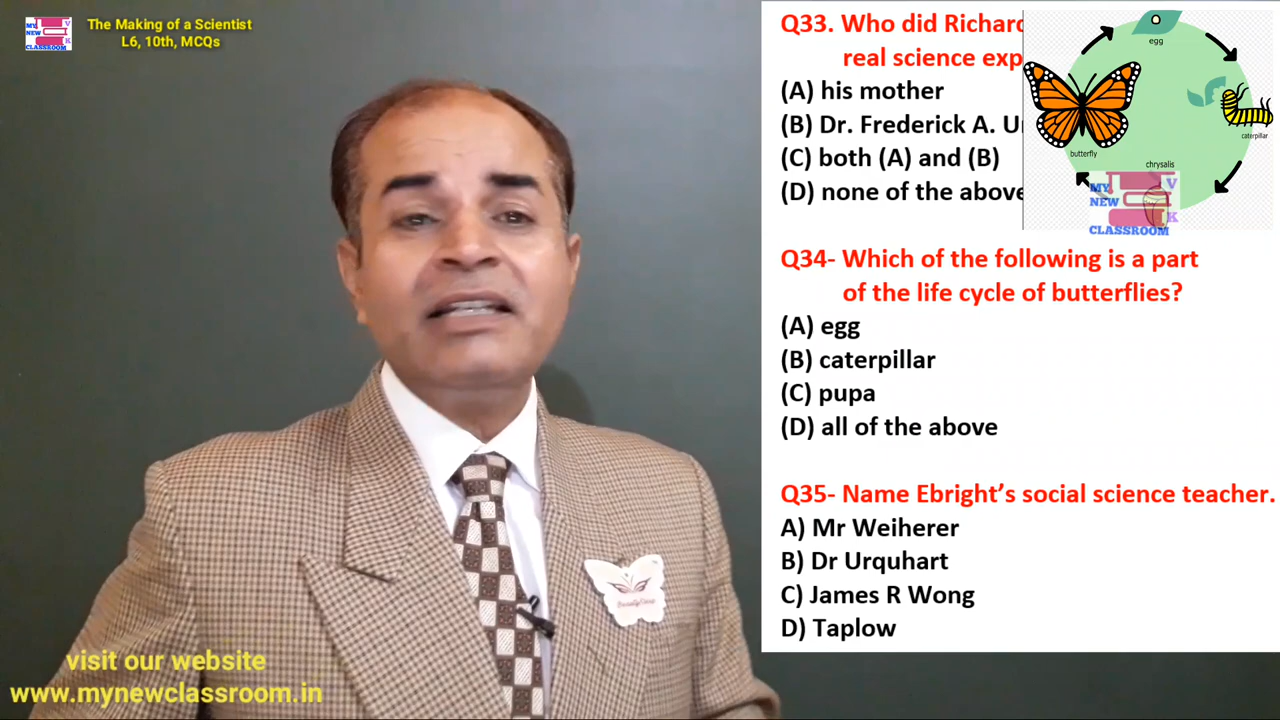 MY
NEW
CLASSROOM
V
K
The Making of a Scientist
L6, 10th, MCQs
Q33. Who did Richard
real science exp
(A) his mother
(B) Dr. Frederick A.
(C) both (A) and (B)
(D) none of the above
egg
caterpillar
chrysalis
butterfly
MY
NEW
CLASSROOM
V
K
Q34- Which of the following is a part
of the life cycle of butterflies?
(A) egg
(B) caterpillar
(C) pupa
(D) all of the above
Q35- Name Ebright’s social science teacher.
A) Mr Weiherer
B) Dr Urquhart
C) James R Wong
D) Taplow
visit our website
www.mynewclassroom.in